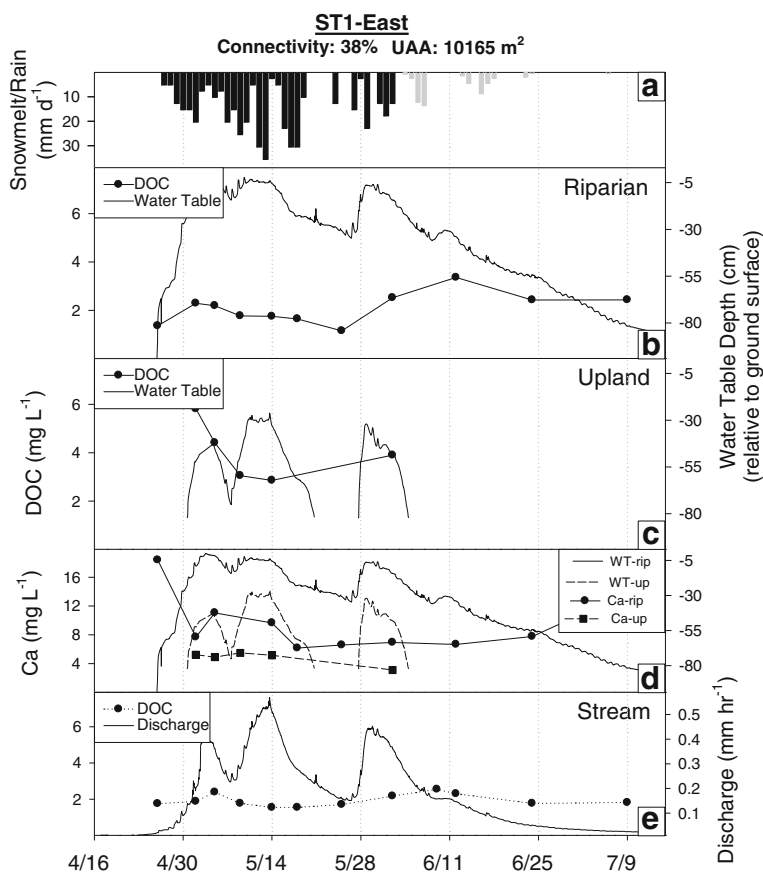 ST1-East
Connectivity: 38% UAA: 10165 m²
Snowmelt/Rain
(mm d⁻¹)
10
20
30
a
DOC
Water Table
Riparian
6
4
2
-5
-30
-55
-80
b
DOC
Water Table
Upland
DOC (mg L⁻¹)
6
4
2
-5
-30
-55
-80
Water Table Depth (cm)
(relative to ground surface)
c
Ca (mg L⁻¹)
16
12
8
4
WT-rip
WT-up
Ca-rip
Ca-up
-5
-30
-55
-80
d
DOC
Discharge
Stream
6
4
2
0.5
0.4
0.3
0.2
0.1
Discharge (mm hr⁻¹)
e
4/16 4/30 5/14 5/28 6/11 6/25 7/9